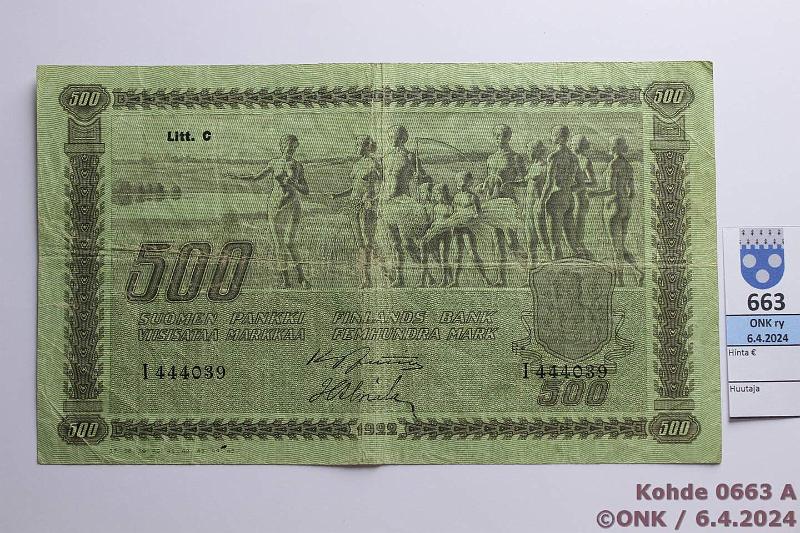 500
500
Litt. C
500
SUOMEN PANKKI FINLANDS BANK
VIISISATAA MARKKAA FEMHUNDRA MARK
I 444039
I 444039
500
500
1922
500
663
ONK ry
6.4.2024
Hinta €
Huutaja
Kohde 0663 A
©ONK / 6.4.2024